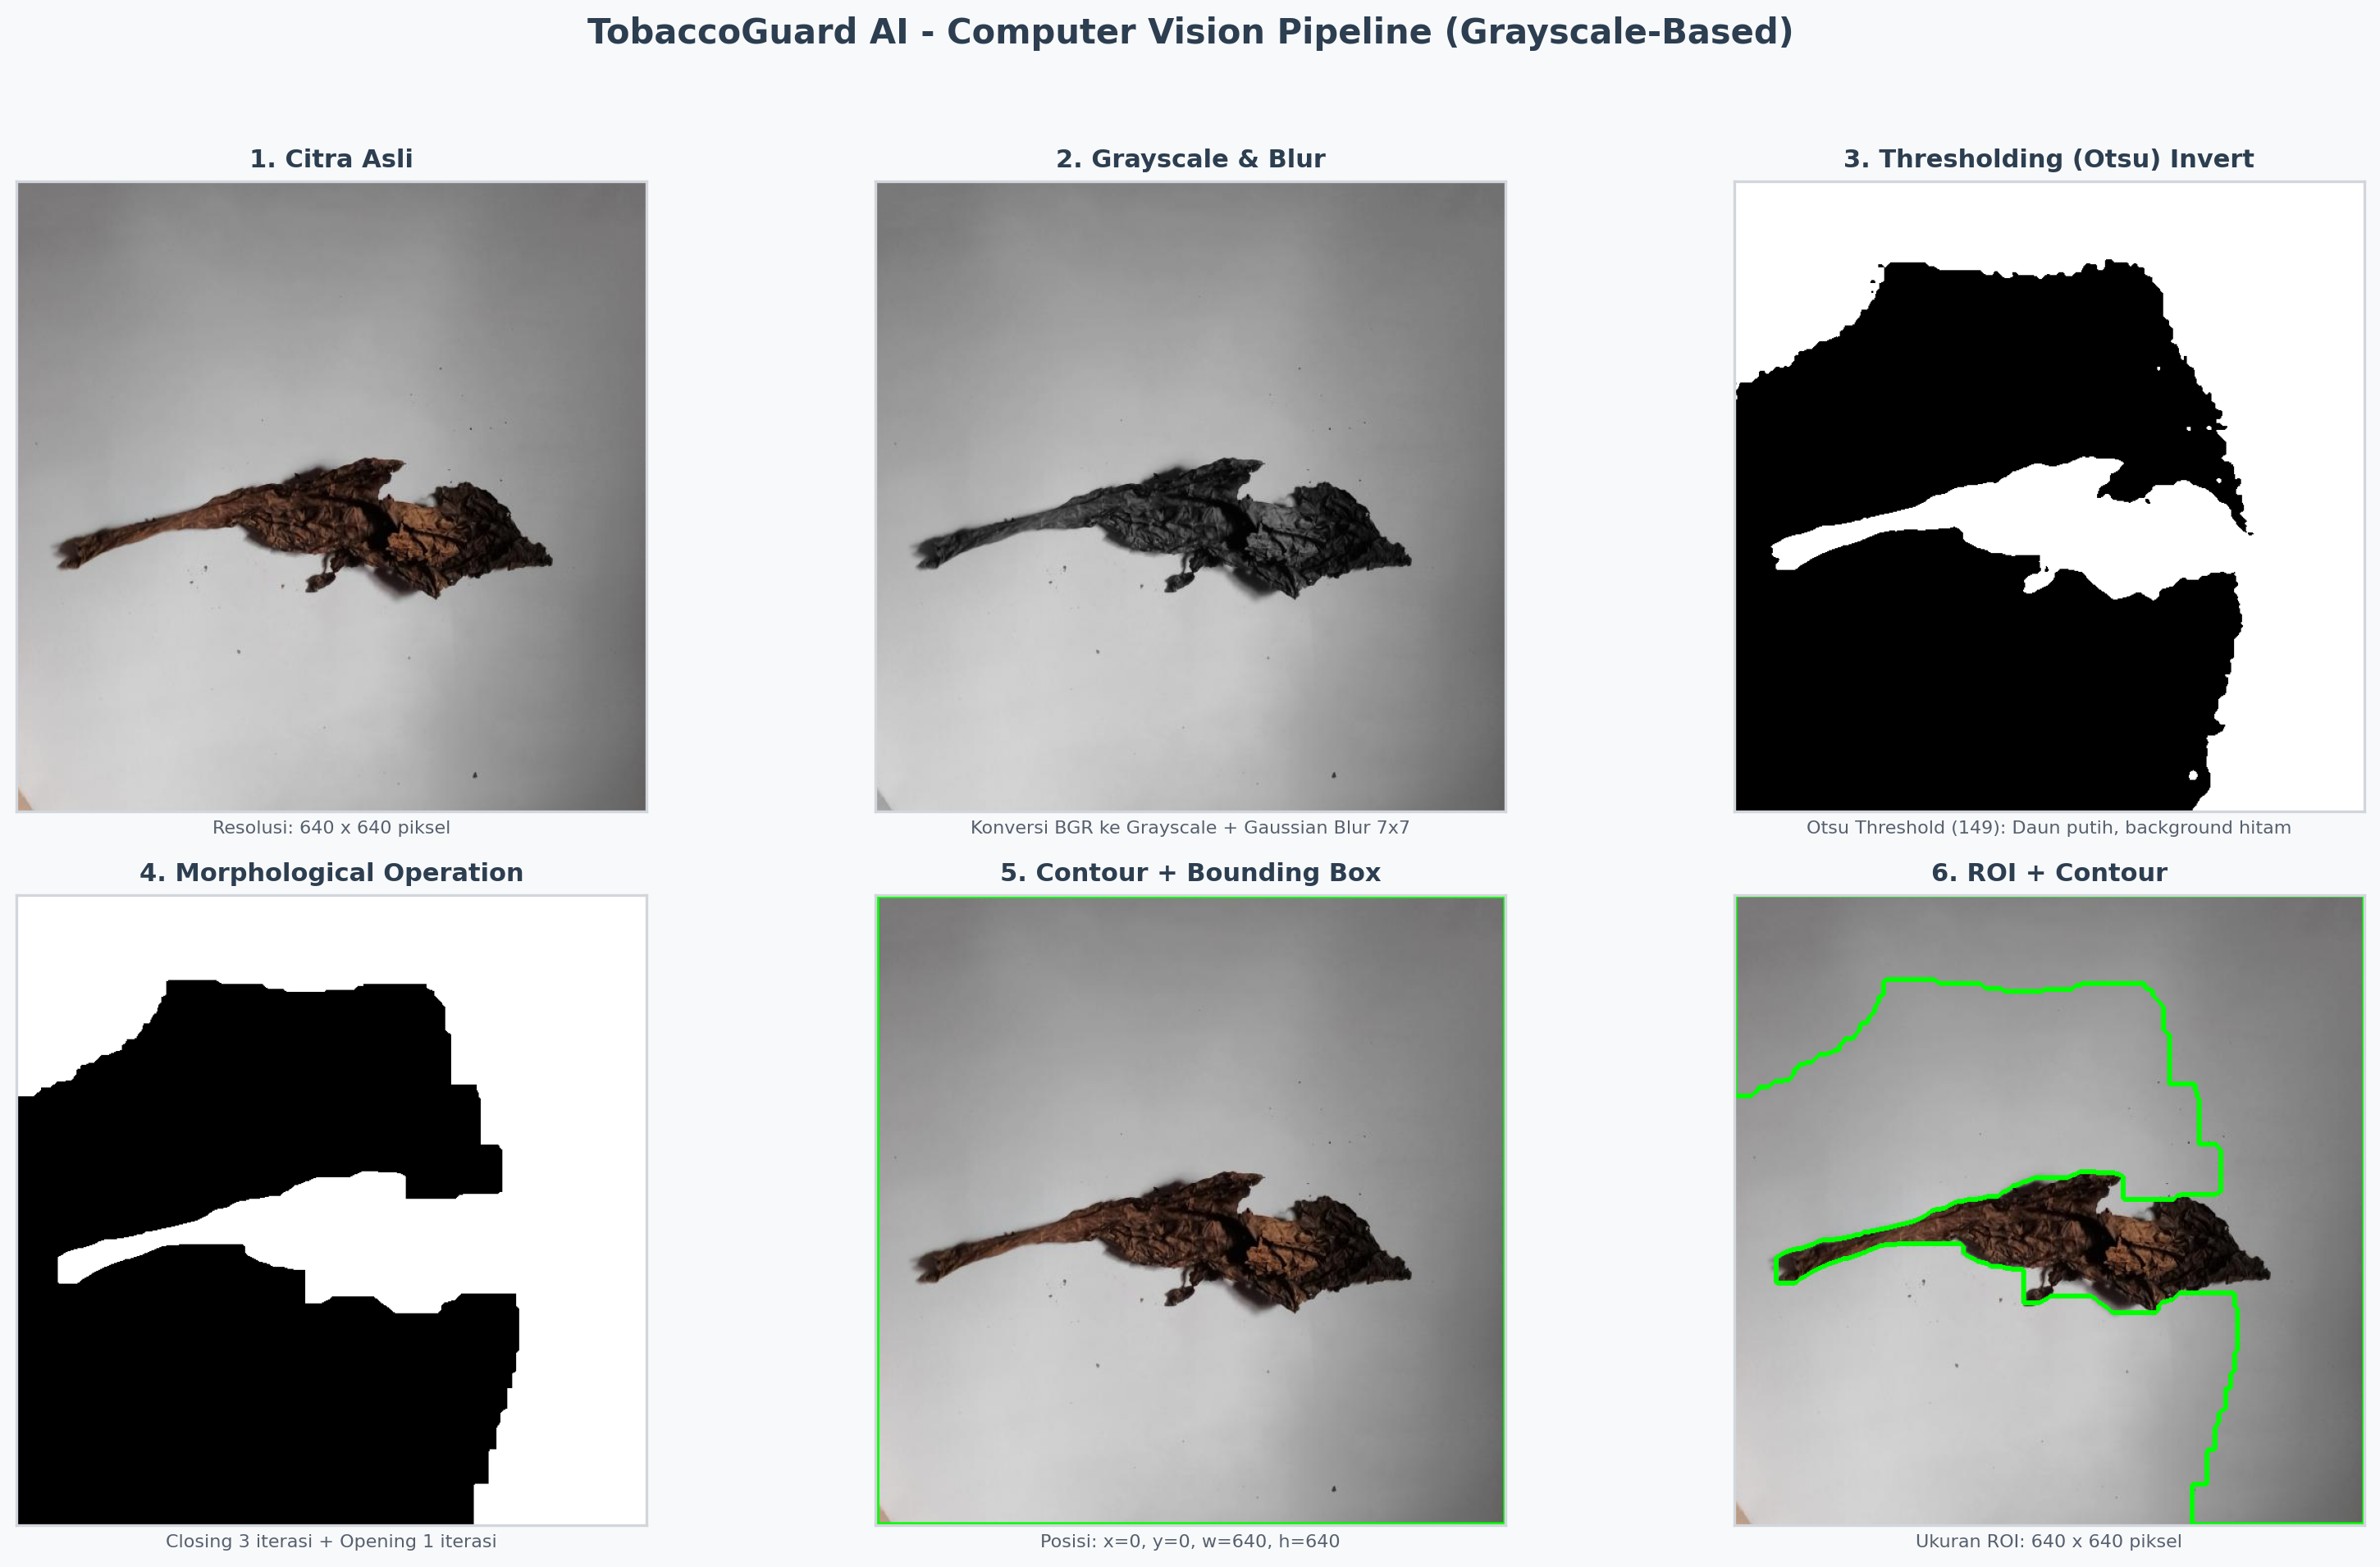 TobaccoGuard AI - Computer Vision Pipeline (Grayscale-Based)
1. Citra Asli
2. Grayscale & Blur
3. Thresholding (Otsu) Invert
Resolusi: 640 x 640 piksel
Konversi BGR ke Grayscale + Gaussian Blur 7x7
Otsu Threshold (149): Daun putih, background hitam
4. Morphological Operation
5. Contour + Bounding Box
6. ROI + Contour
Closing 3 iterasi + Opening 1 iterasi
Posisi: x=0, y=0, w=640, h=640
Ukuran ROI: 640 x 640 piksel